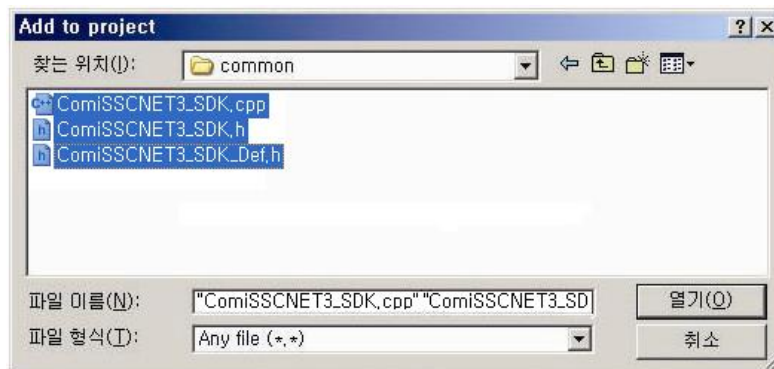 Add to project
찾는 위치(I):
common
ComiSSCNET3_SDK.cpp
ComiSSCNET3_SDK.h
ComiSSCNET3_SDK_Def.h
파일 이름(N):
"ComiSSCNET3_SDK.cpp" "ComiSSCNET3_SD
열기(O)
파일 형식(T):
Any file (*.*)
취소